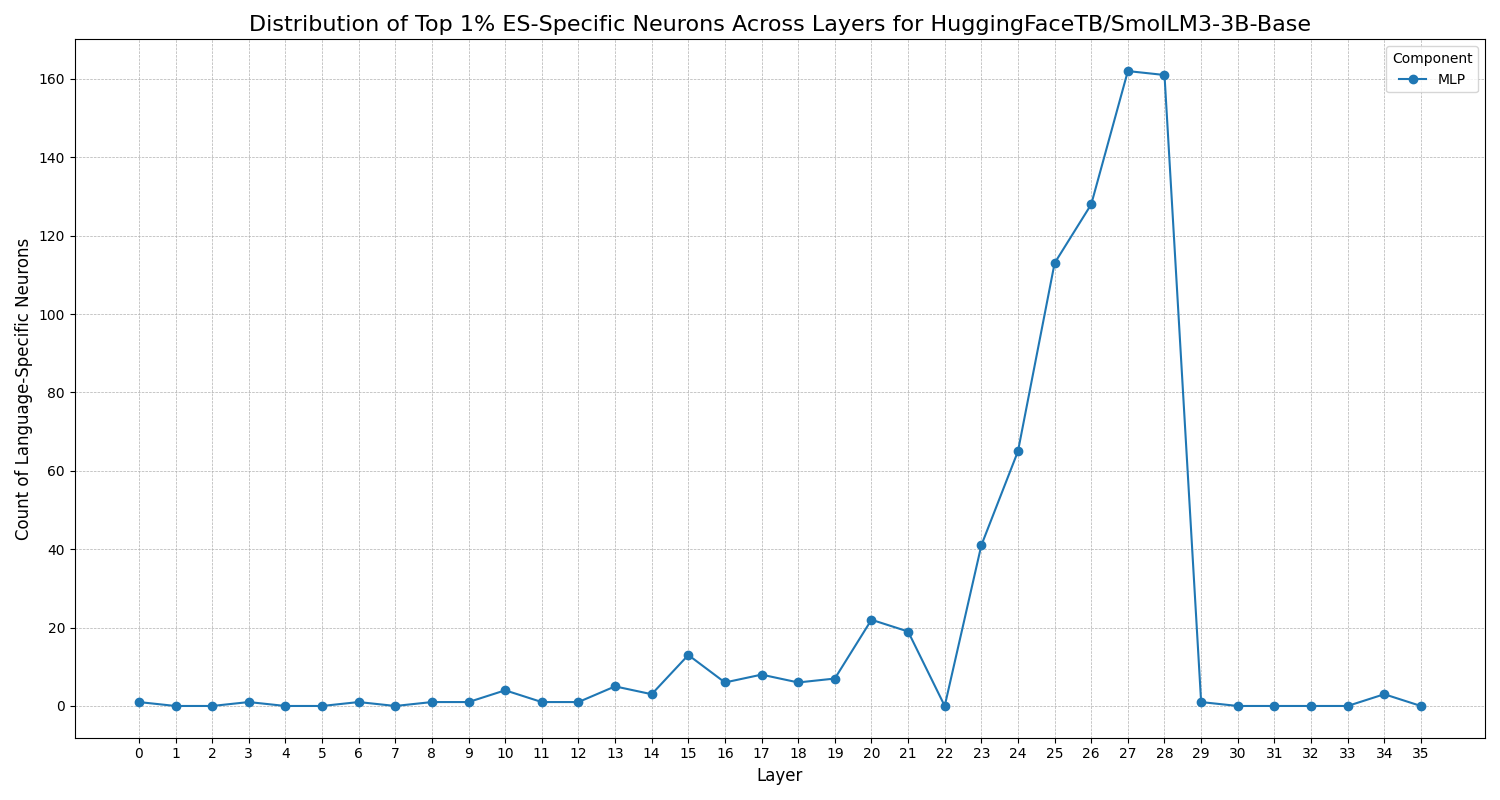 Distribution of Top 1% ES-Specific Neurons Across Layers for HuggingFaceTB/SmolLM3-3B-Base
Component
MLP
160
140
120
100
80
60
40
20
0
Count of Language-Specific Neurons
0 1 2 3 4 5 6 7 8 9 10 11 12 13 14 15 16 17 18 19 20 21 22 23 24 25 26 27 28 29 30 31 32 33 34 35
Layer